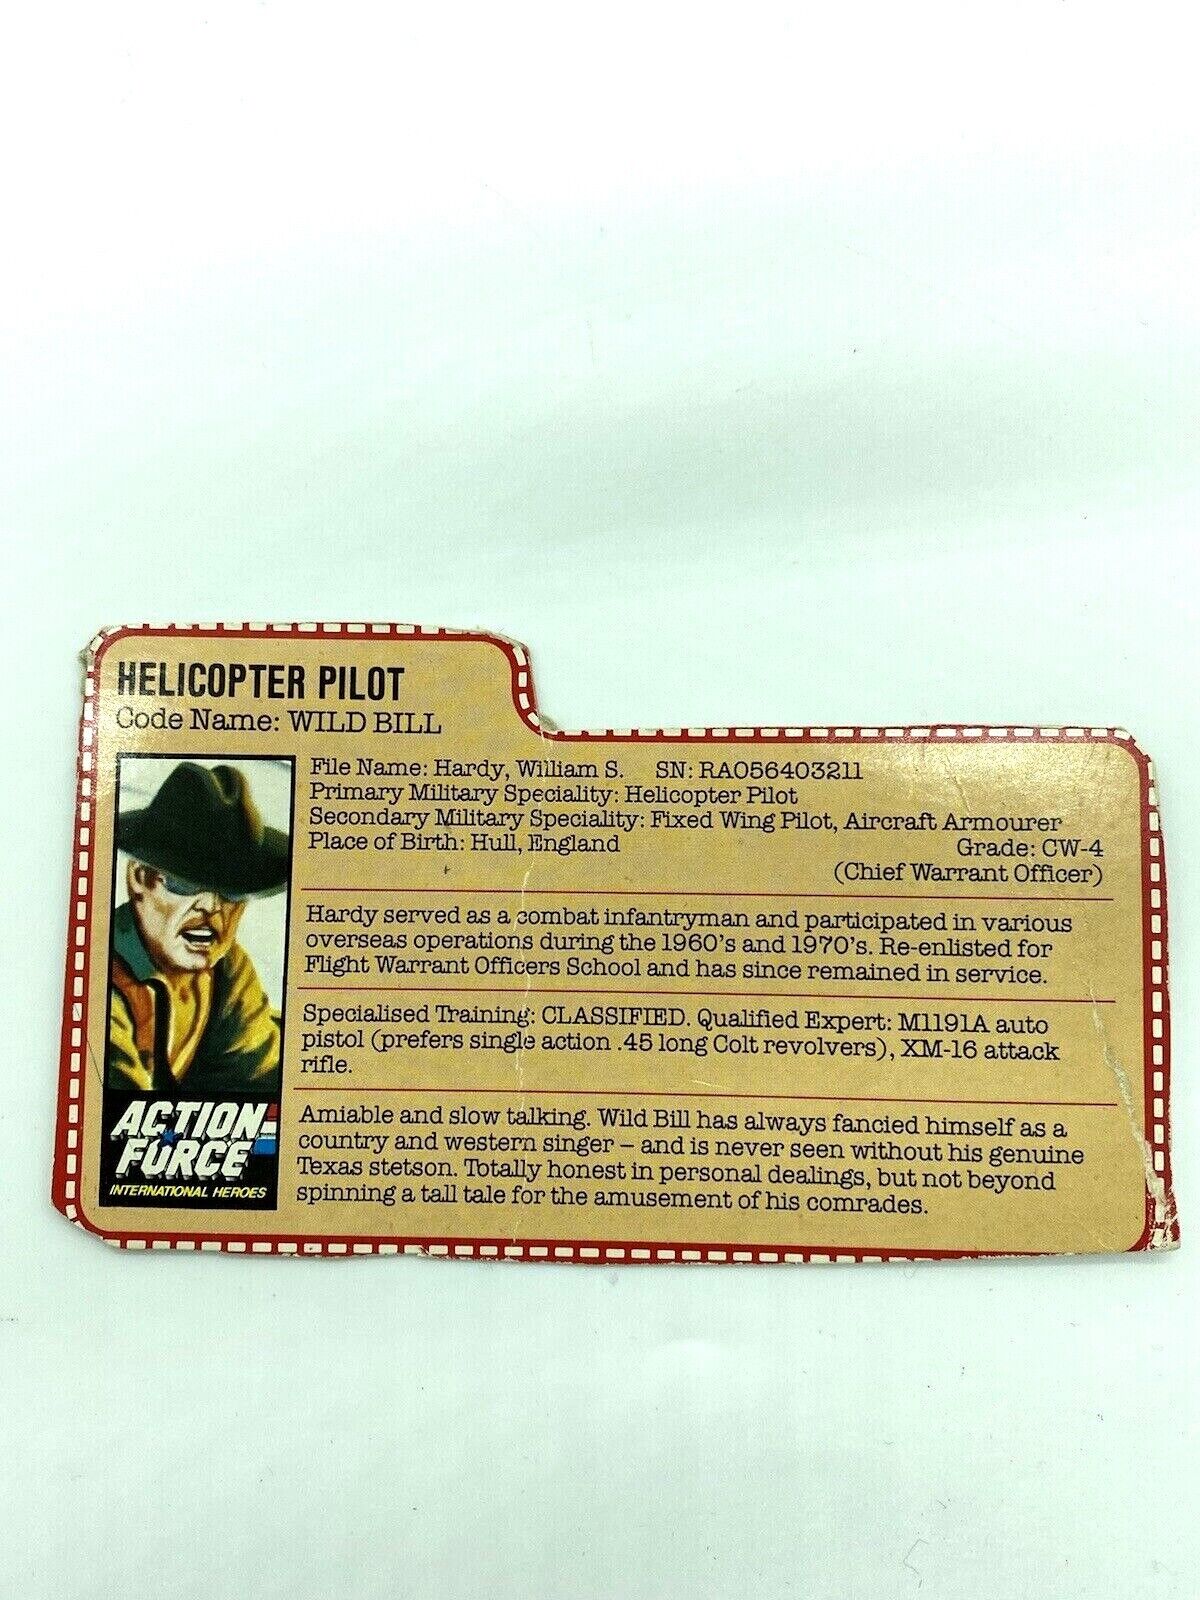 HELICOPTER PILOT
Code Name: WILD BILL
File Name: Hardy, William S. SN: RA056403211
Primary Military Speciality: Helicopter Pilot
Secondary Military Speciality: Fixed Wing Pilot, Aircraft Armourer
Place of Birth: Hull, England Grade: CW-4
(Chief Warrant Officer)
Hardy served as a combat infantryman and participated in various
overseas operations during the 1960's and 1970's. Re-enlisted for
Flight Warrant Officers School and has since remained in service.
Specialised Training: CLASSIFIED. Qualified Expert: M1191A auto
pistol (prefers single action .45 long Colt revolvers), XM-16 attack
rifle.
Amiable and slow talking. Wild Bill has always fancied himself as a
country and western singer – and is never seen without his genuine
Texas stetson. Totally honest in personal dealings, but not beyond
spinning a tall tale for the amusement of his comrades.
ACTION
FORCE
INTERNATIONAL HEROES